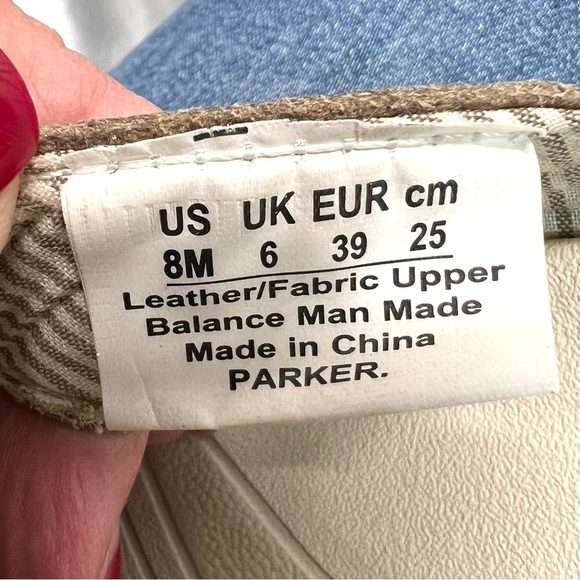 US UK EUR cm
8M 6 39 25
Leather/Fabric Upper
Balance Man Made
Made in China
PARKER.